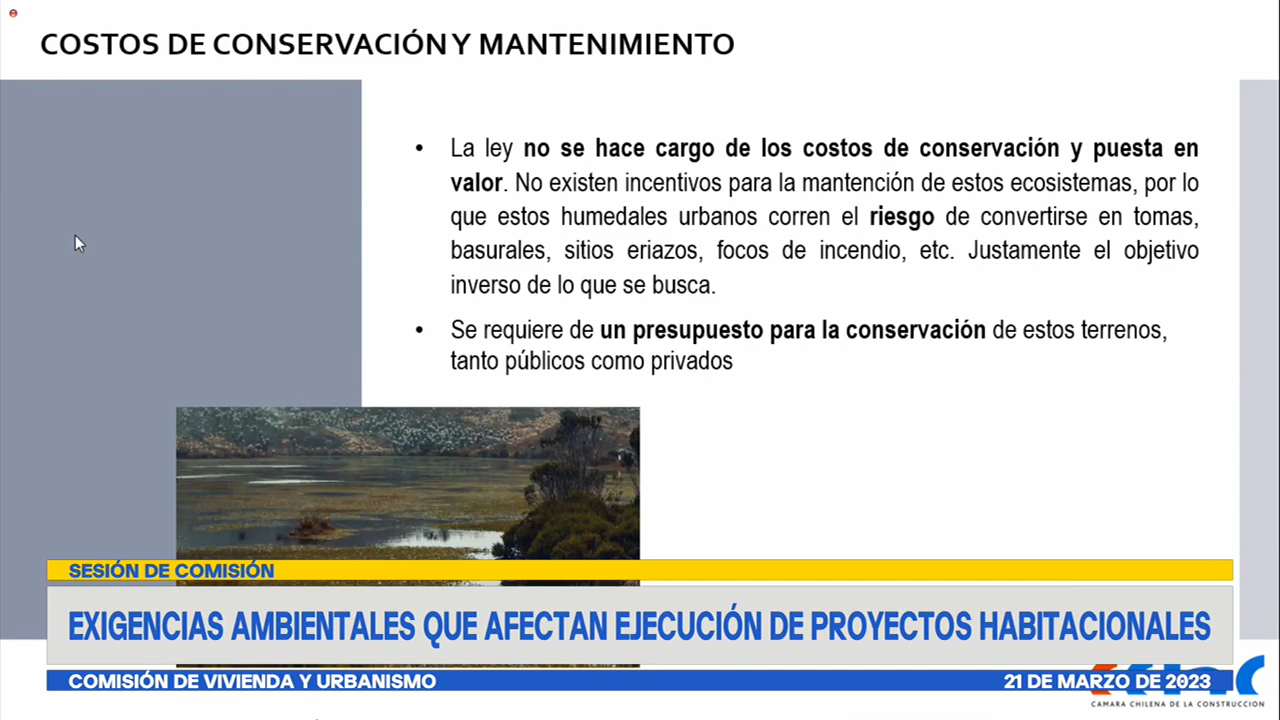 COSTOS DE CONSERVACIÓN Y MANTENIMIENTO
• La ley no se hace cargo de los costos de conservación y puesta en
valor. No existen incentivos para la mantención de estos ecosistemas, por lo
que estos humedales urbanos corren el riesgo de convertirse en tomas,
basurales, sitios eriazos, focos de incendio, etc. Justamente el objetivo
inverso de lo que se busca.
• Se requiere de un presupuesto para la conservación de estos terrenos,
tanto públicos como privados
SESIÓN DE COMISIÓN
EXIGENCIAS AMBIENTALES QUE AFECTAN EJECUCIÓN DE PROYECTOS HABITACIONALES
COMISIÓN DE VIVIENDA Y URBANISMO
21 DE MARZO DE 2023
CAMARA CHILENA DE LA CONSTRUCCION